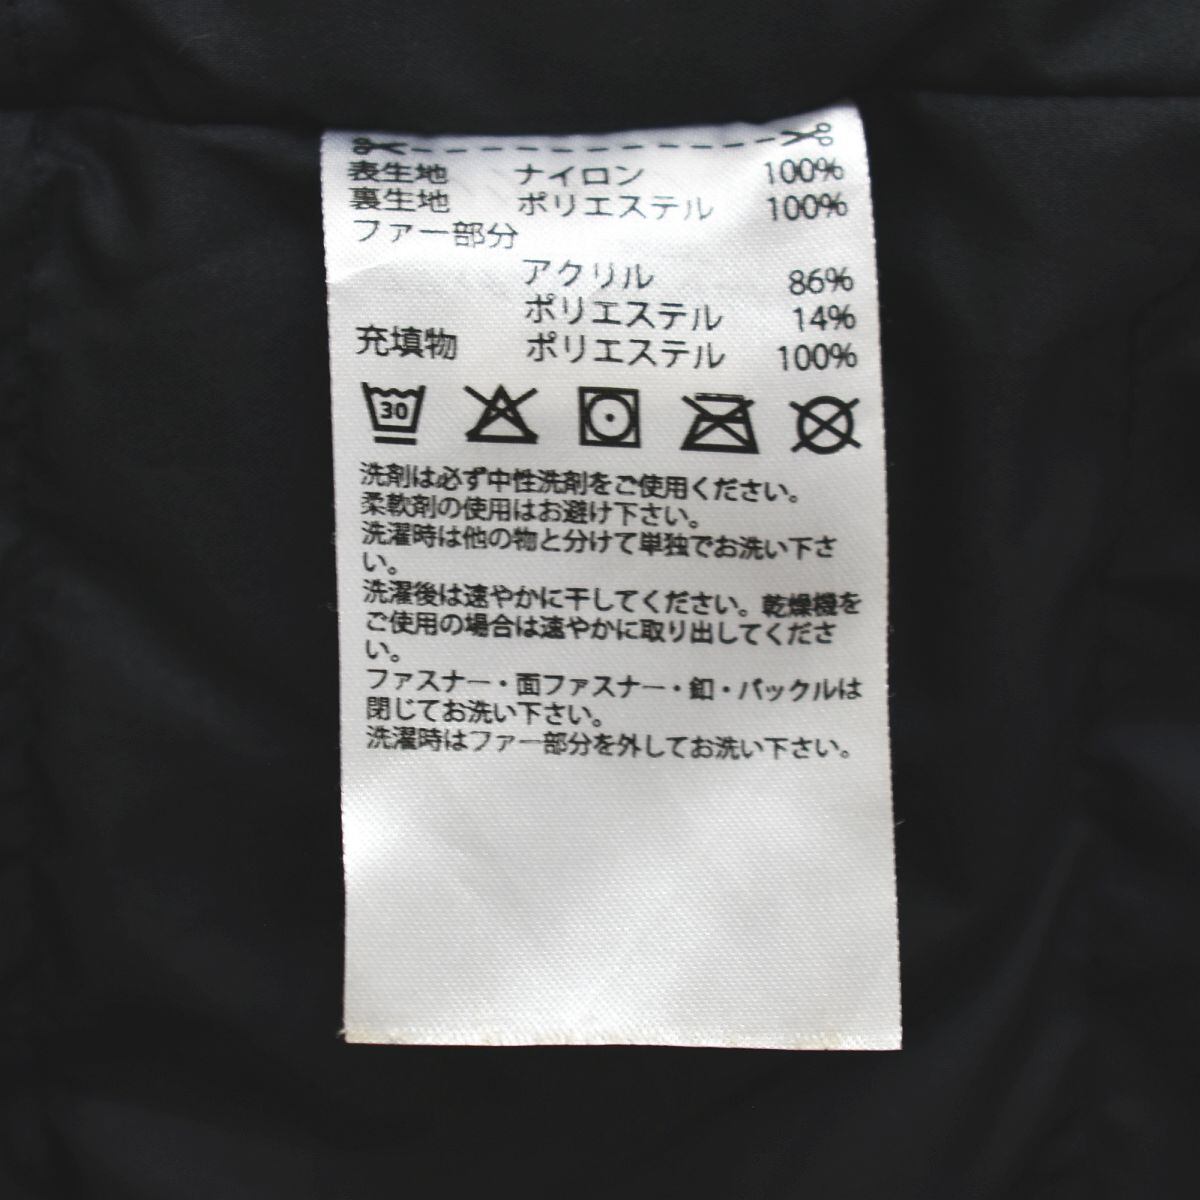 表生地 ナイロン 100%
裏生地 ポリエステル 100%
ファー部分
アクリル 86%
ポリエステル 14%
充填物 ポリエステル 100%
30
洗剤は必ず中性洗剤をご使用ください。
柔軟剤の使用はお避け下さい。
洗濯時は他の物と分けて単独でお洗い下さ
い。
洗濯後は速やかに干してください。乾燥機を
ご使用の場合は速やかに取り出してくださ
い。
ファスナー・面ファスナー・釦・バックルは
閉じてお洗い下さい。
洗濯時はファー部分を外してお洗い下さい。